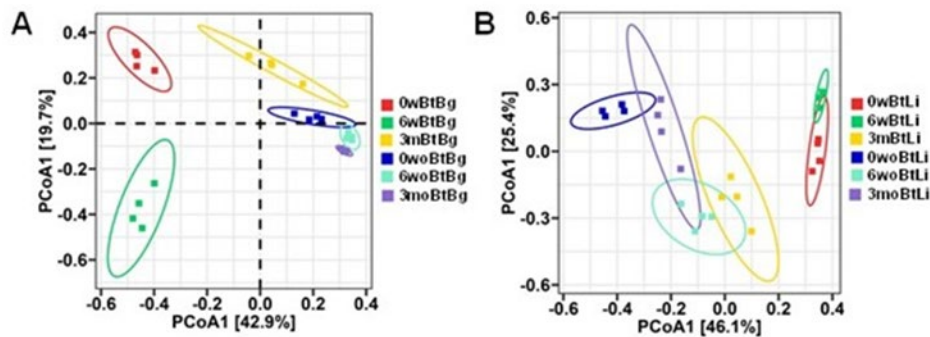 A
PCoA1 [19.7%]
0.4
0.2
0.0
-0.2
-0.4
-0.6
-0.6 -0.4 -0.2 0.0 0.2 0.4
PCoA1 [42.9%]
0wBtBg
6wBtBg
3mBtBg
0woBtBg
6woBtBg
3moBtBg
B
PCoA1 [25.4%]
0.6
0.3
0.0
-0.3
-0.6
-0.6 -0.4 -0.2 0.0 0.2 0.4
PCoA1 [46.1%]
0wBtLi
6wBtLi
3mBtLi
0woBtLi
6woBtLi
3moBtLi